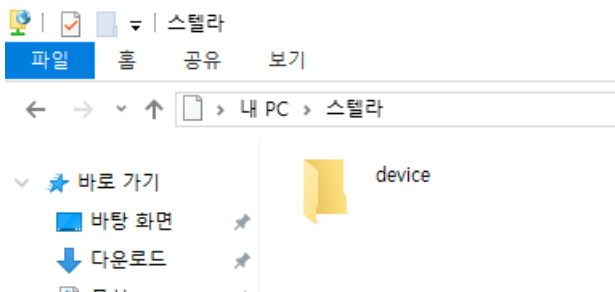 스텔라
파일 홈 공유 보기
내 PC 스텔라
바로 가기
device
바탕 화면
다운로드